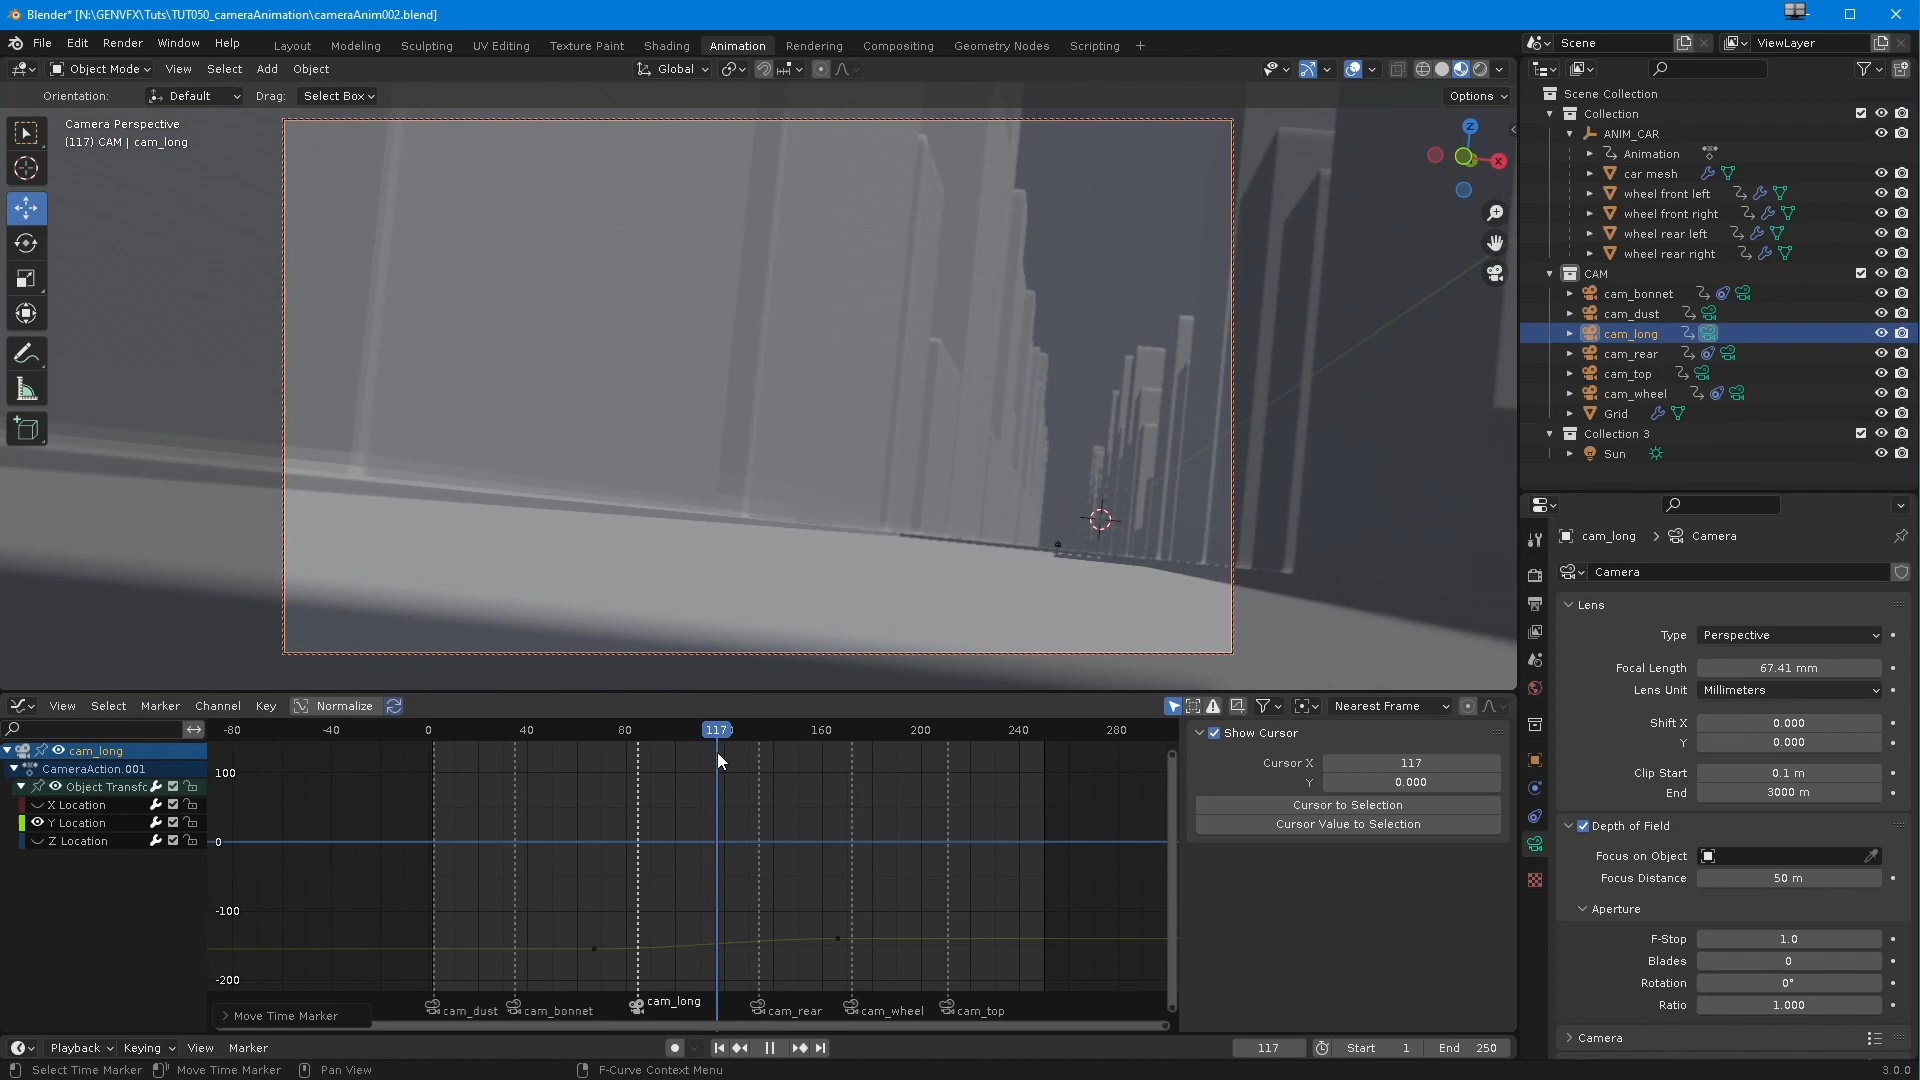 Blender* [N:\GENVFX\Tuts\TUT050_cameraAnimation\cameraAnim002.blend]
File Edit Render Window Help Layout Modeling Sculpting UV Editing Texture Paint Shading Animation Rendering Compositing Geometry Nodes Scripting + Scene ViewLayer
Object Mode View Select Add Object Global
Orientation: Default Drag: Select Box Options
Camera Perspective
(117) CAM | cam_long
Z
X
Scene Collection
Collection
ANIM_CAR
Animation
car mesh
wheel front left
wheel front right
wheel rear left
wheel rear right
CAM
cam_bonnet
cam_dust
cam_long
cam_rear
cam_top
cam_wheel
Grid
Collection 3
Sun
cam_long > Camera
Camera
Lens
Type Perspective
Focal Length 67.41 mm
Lens Unit Millimeters
Shift X 0.000
Y 0.000
Clip Start 0.1 m
End 3000 m
Depth of Field
Focus on Object
Focus Distance 50 m
Aperture
F-Stop 1.0
Blades 0
Rotation 0°
Ratio 1.000
Camera
View Select Marker Channel Key Normalize Nearest Frame
-80 -40 0 40 80 117 160 200 240 280
cam_long
CameraAction.001
Object Transfc
X Location
Y Location
Z Location
100
0
-100
-200
cam_dust cam_bonnet cam_long cam_rear cam_wheel cam_top
Move Time Marker
Show Cursor
Cursor X 117
Y 0.000
Cursor to Selection
Cursor Value to Selection
Playback Keying View Marker 117 Start 1 End 250
Select Time Marker Move Time Marker Pan View F-Curve Context Menu 3.0.0